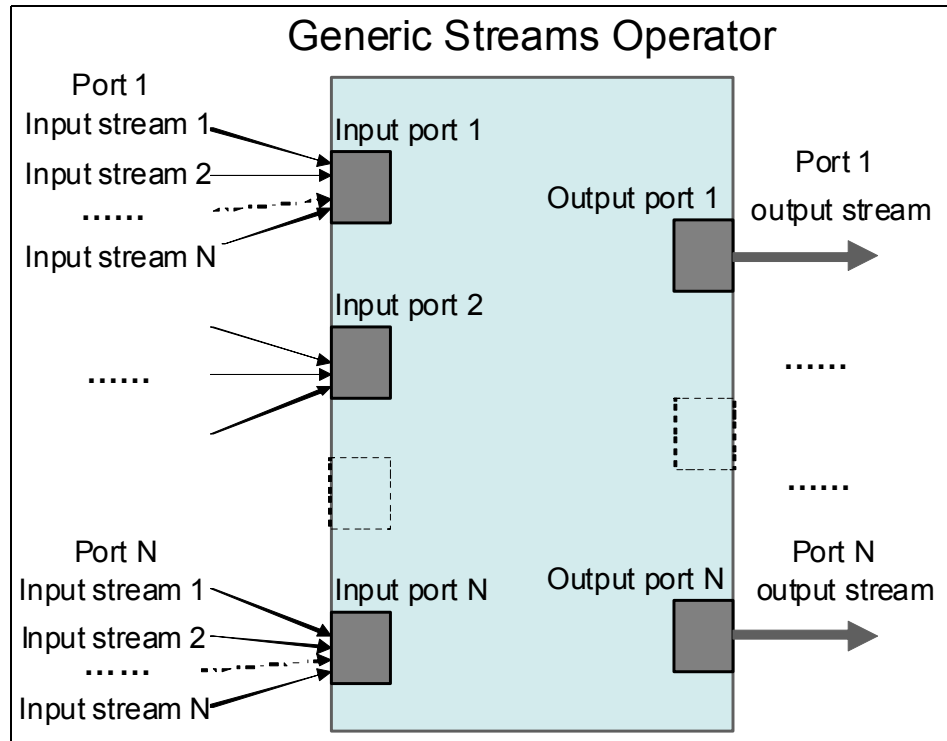 Generic Streams Operator
Port 1
Input stream 1
Input stream 2
......
Input stream N
Input port 1
Output port 1
Port 1
output stream
Input port 2
......
......
......
Port N
Input stream 1
Input stream 2
......
Input stream N
Input port N
Output port N
Port N
output stream